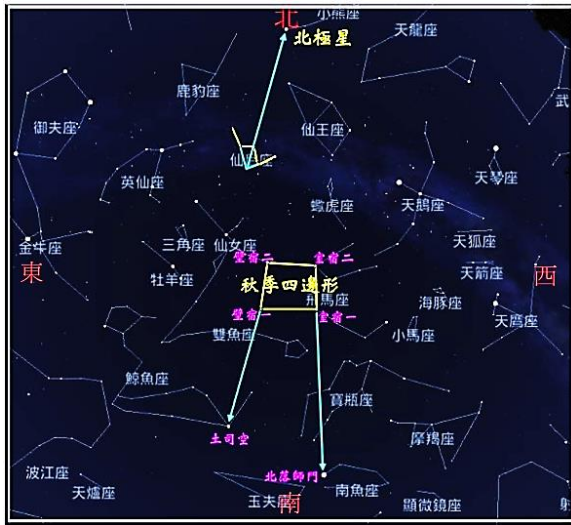 小熊座
北
天龍座
北極星
鹿豹座
武
御夫座
仙王座
仙后座
英仙座
天琴座
蠍虎座
天鵝座
三角座
仙女座
天狐座
金牛座
東
壁宿二
室宿二
西
牡羊座
秋季四邊形
天箭座
飛馬座
海豚座
天鷹座
壁宿一
室宿一
雙魚座
小馬座
鯨魚座
寶瓶座
土司空
摩羯座
波江座
北落師門
天爐座
玉夫座
南
南魚座
顯微鏡座
射